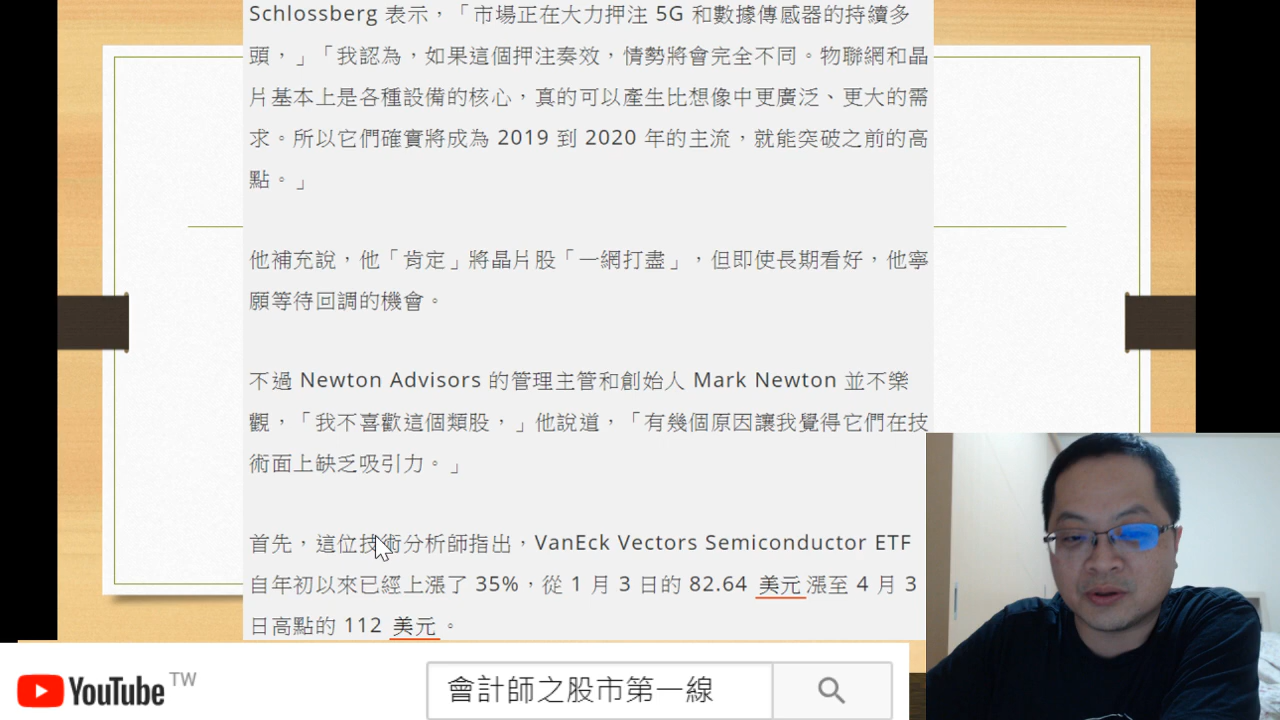 Schlossberg 表示，「市場正在大力押注 5G 和數據傳感器的持續多
頭，」「我認為，如果這個押注奏效，情勢將會完全不同。物聯網和晶
片基本上是各種設備的核心，真的可以產生比想像中更廣泛、更大的需
求。所以它們確實將成為 2019 到 2020 年的主流，就能突破之前的高
點。」
他補充說，他「肯定」將晶片股「一網打盡」，但即使長期看好，他寧
願等待回調的機會。
不過 Newton Advisors 的管理主管和創始人 Mark Newton 並不樂
觀，「我不喜歡這個類股，」他說道，「有幾個原因讓我覺得它們在技
術面上缺乏吸引力。」
首先，這位技術分析師指出，VanEck Vectors Semiconductor ETF
自年初以來已經上漲了 35%，從 1 月 3 日的 82.64 美元漲至 4 月 3
日高點的 112 美元。
YouTube TW
會計師之股市第一線